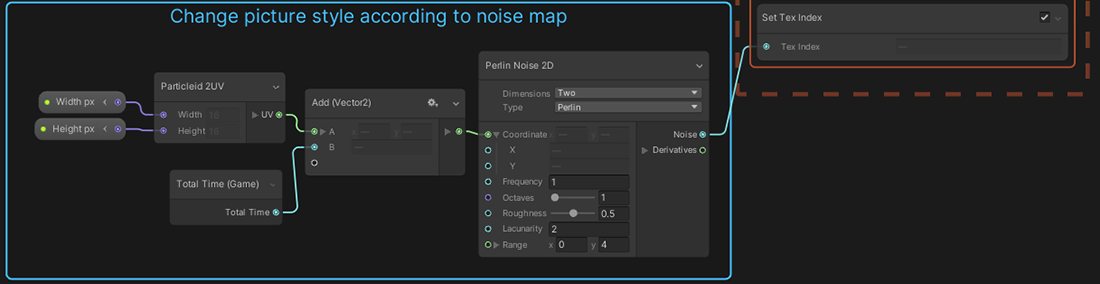 Change picture style according to noise map
Set Tex Index
Tex Index
Width px
Height px
Particleid 2UV
Width 16
Height 16
UV
Total Time (Game)
Total Time
Add (Vector2)
A x y
B
Perlin Noise 2D
Dimensions Two
Type Perlin
Coordinate x y
X
Y
Frequency 1
Octaves 1
Roughness 0.5
Lacunarity 2
Range x 0 y 4
Noise
Derivatives